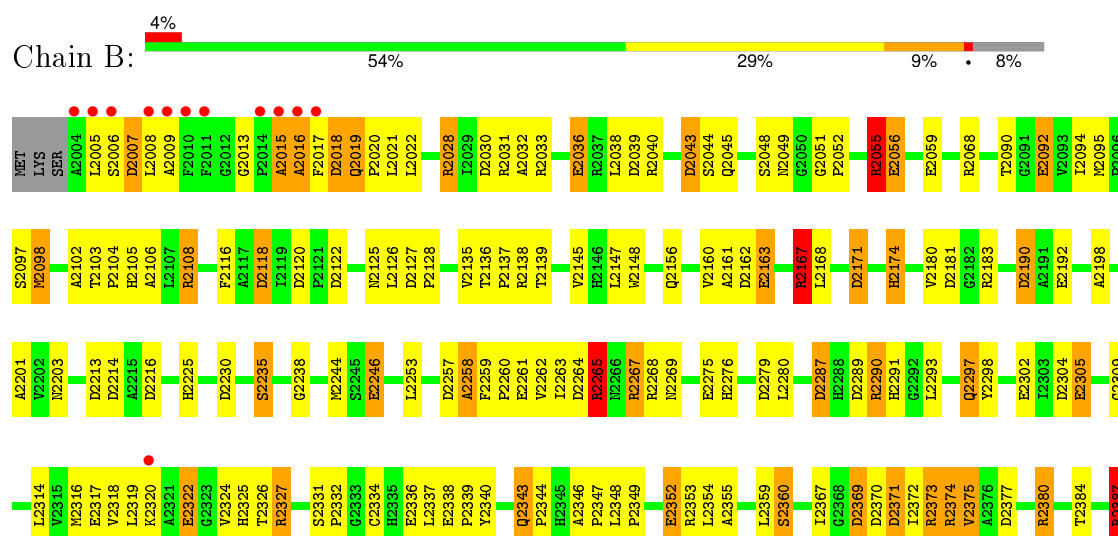 4%
Chain B:
54% 29% 9% • 8%
MET LYS SER A2004 L2005 S2006 D2007 L2008 A2009 F2010 F2011 G2012 G2013 P2014 A2015 A2016 F2017 D2018 Q2019 P2020 L2021 L2022 R2028 I2029 D2030 R2031 A2032 R2033 E2036 R2037 L2038 D2039 R2040 D2043 S2044 Q2045 S2048 N2049 G2050 G2051 P2052 R2055 E2056 E2059 R2068 T2090 G2091 E2092 V2093 I2094 M2095
S2097 M2098 A2102 T2103 P2104 H2105 A2106 L2107 R2108 F2116 A2117 D2118 I2119 D2120 P2121 D2122 N2125 L2126 D2127 P2128 V2135 T2136 P2137 R2138 T2139 V2145 H2146 L2147 W2148 Q2156 V2160 A2161 D2162 E2163 R2167 L2168 D2171 H2174 V2180 D2181 G2182 R2183 D2190 A2191 E2192 A2198
A2201 V2202 N2203 D2213 D2214 A2215 D2216 H2225 D2230 S2235 G2238 M2244 S2245 E2246 L2253 D2257 A2258 F2259 P2260 E2261 V2262 I2263 D2264 R2265 N2266 R2267 R2268 N2269 E2275 H2276 D2279 L2280 D2287 H2288 D2289 R2290 H2291 G2292 L2293 Q2297 Y2298 E2302 I2303 D2304 E2305
L2314 V2315 M2316 E2317 V2318 L2319 K2320 A2321 E2322 G2323 V2324 H2325 T2326 R2327 S2331 P2332 G2333 C2334 H2335 E2336 L2337 E2338 P2339 Y2340 Q2343 P2344 H2345 A2346 P2347 L2348 P2349 E2352 R2353 L2354 A2355 L2359 S2360 I2367 G2368 D2369 D2370 D2371 I2372 R2373 R2374 V2375 A2376 D2377 R2380 T2384